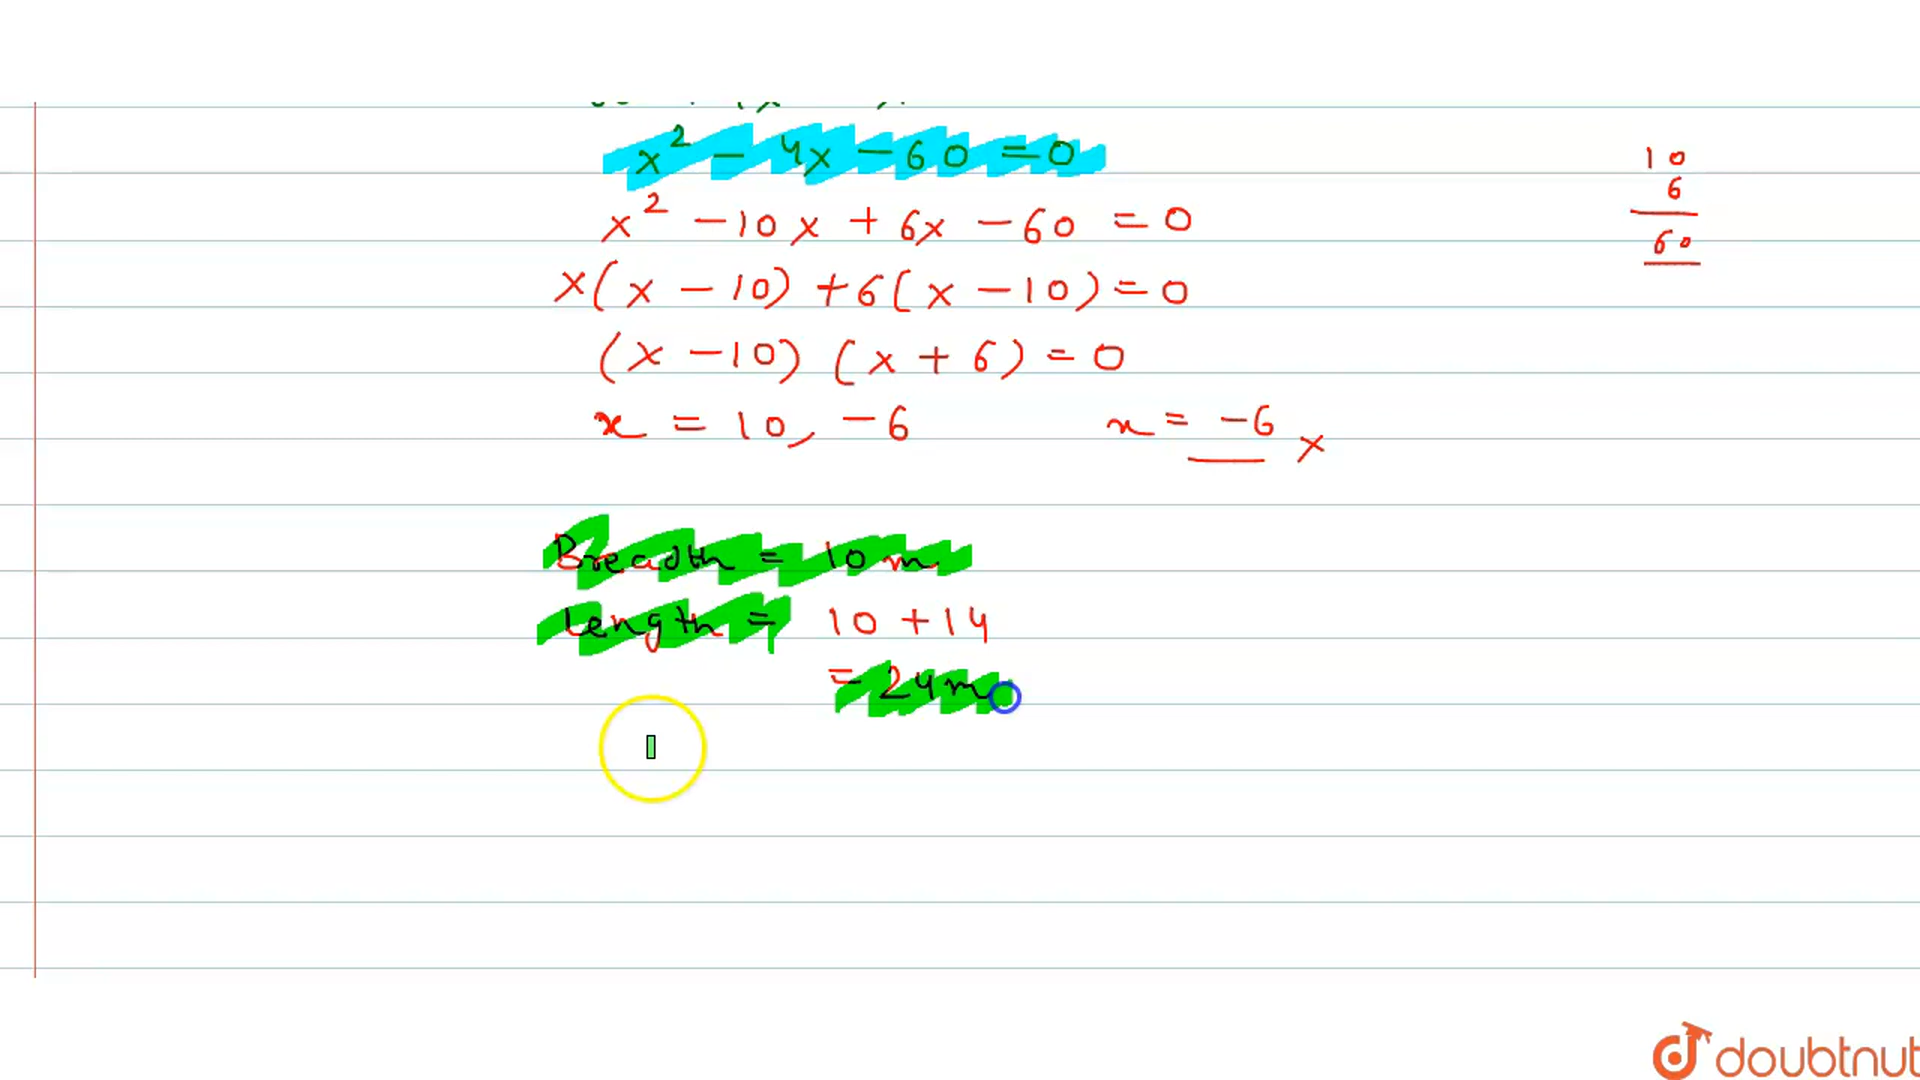 x² - 4x - 60 = 0
x² - 10x + 6x - 60 = 0
x(x - 10) + 6(x - 10) = 0
(x - 10) (x + 6) = 0
x = 10, -6
x = -6 ×
Breadth = 10 m
length = 10 + 14
= 24m
10
6
60
doubtnut